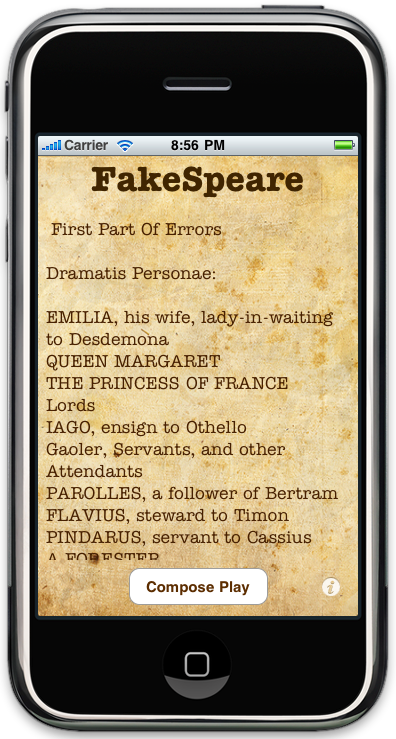 Carrier 8:56 PM
FakeSpeare
First Part Of Errors
Dramatis Personae:
EMILIA, his wife, lady-in-waiting
to Desdemona
QUEEN MARGARET
THE PRINCESS OF FRANCE
Lords
IAGO, ensign to Othello
Gaoler, Servants, and other
Attendants
PAROLLES, a follower of Bertram
FLAVIUS, steward to Timon
PINDARUS, servant to Cassius
A FORESTER
Compose Play
i